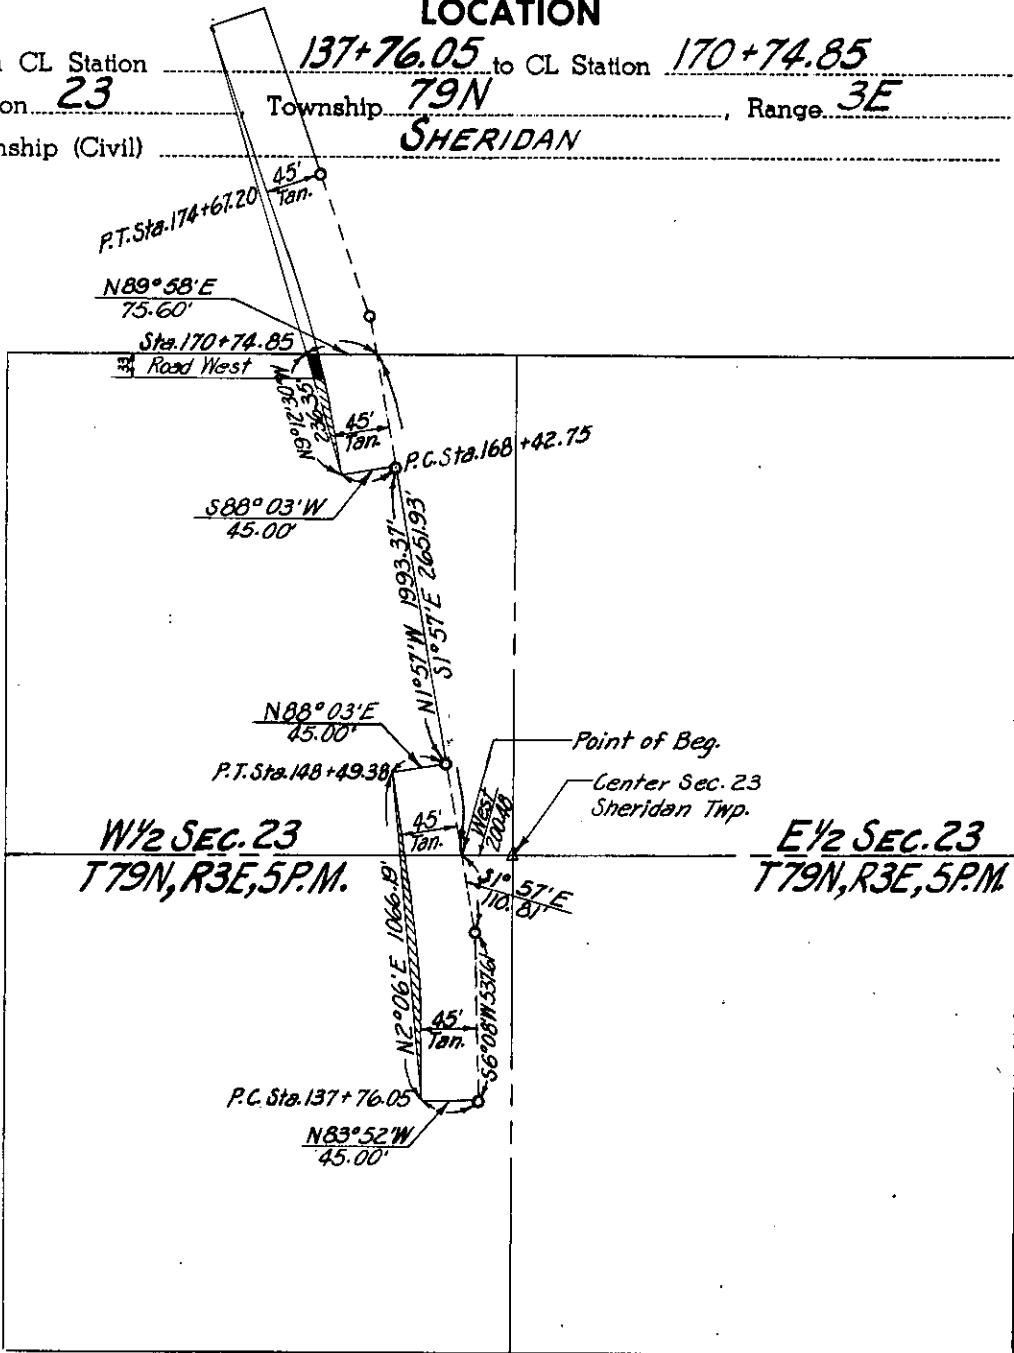 LOCATION
CL Station 137+76.05 to CL Station 170+74.85
on 23 Township 79N, Range 3E
nship (Civil) SHERIDAN
45'
Tan.
P.T. Sta. 174+67.20
N89°58'E
75.60'
Sta. 170+74.85
33' Road West
N9°12'30"W
236.35'
45'
Tan.
P.C. Sta. 168+42.75
S88°03'W
45.00'
N1°57'W 1993.37'
S1°57'E 2651.93'
N88°03'E
45.00'
Point of Beg.
P.T. Sta. 148+49.38
Center Sec. 23
Sheridan Twp.
45'
Tan.
West
200.48
W½ SEC. 23
T79N, R3E, 5P.M.
E½ SEC. 23
T79N, R3E, 5P.M.
S1°57'E
110.81'
N2°06'E 1066.19'
S6°08'W 537.61'
45'
Tan.
P.C. Sta. 137+76.05
N83°52'W
45.00'